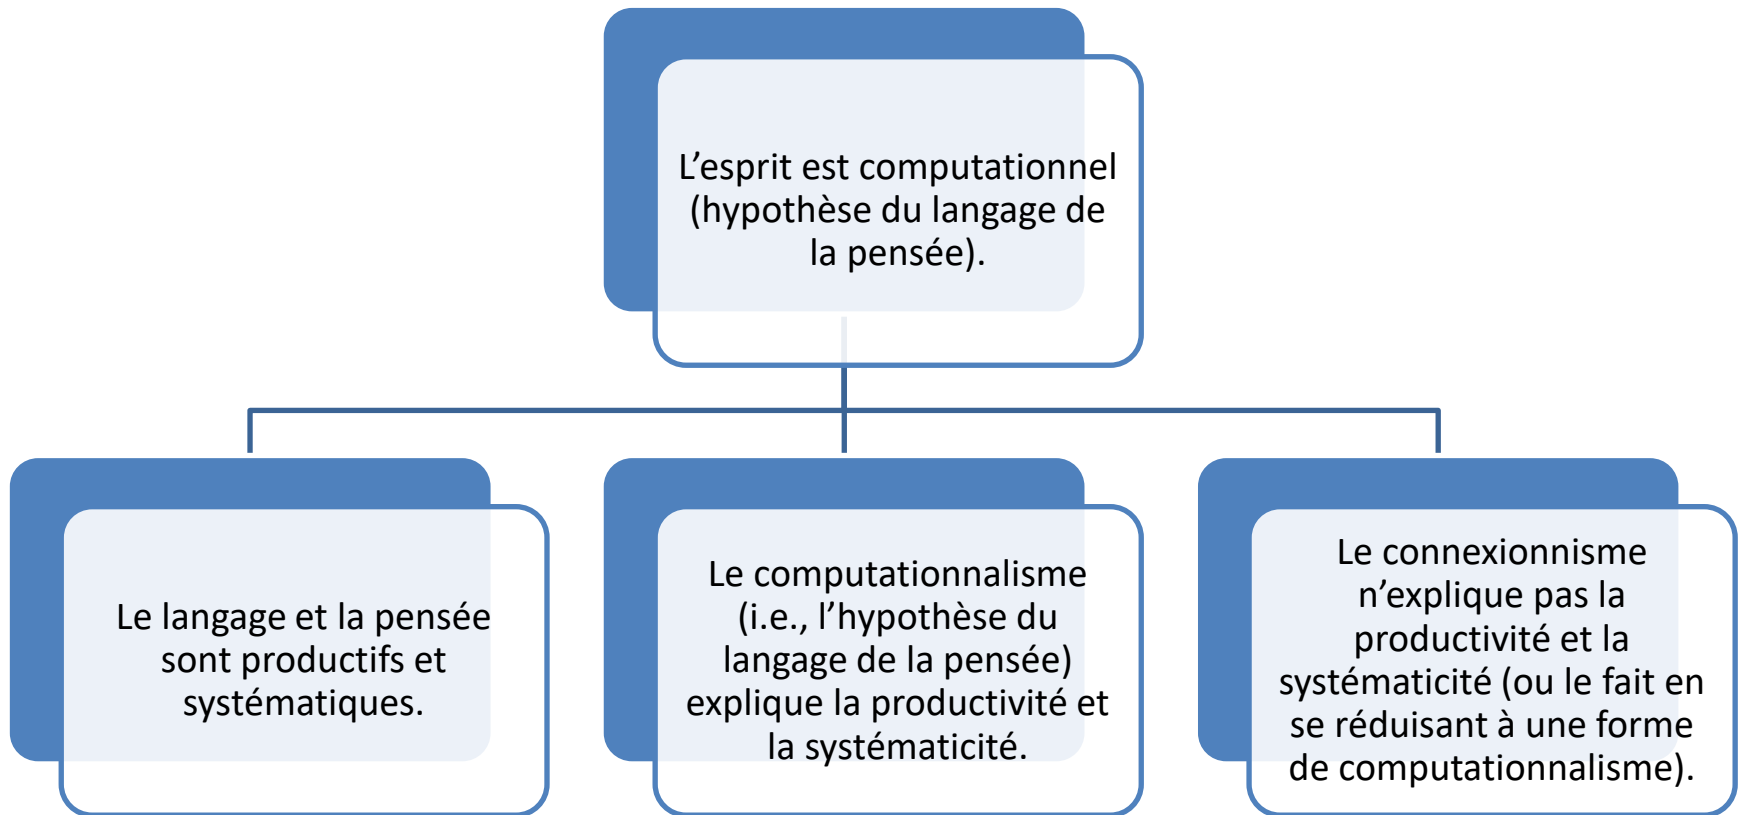 L’esprit est computationnel
(hypothèse du langage de
la pensée).
Le langage et la pensée
sont productifs et
systématiques.
Le computationnalisme
(i.e., l’hypothèse du
langage de la pensée)
explique la productivité et
la systématicité.
Le connexionnisme
n’explique pas la
productivité et la
systématicité (ou le fait en
se réduisant à une forme
de computationnalisme).